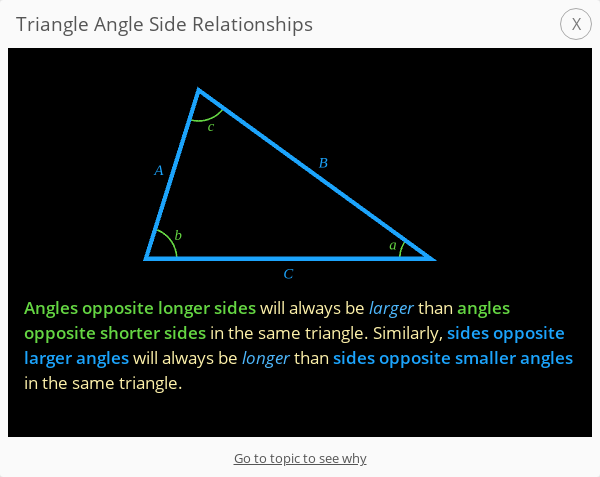 Triangle Angle Side Relationships
X
c
A
B
b
a
C
Angles opposite longer sides will always be larger than angles
opposite shorter sides in the same triangle. Similarly, sides opposite
larger angles will always be longer than sides opposite smaller angles
in the same triangle.
Go to topic to see why